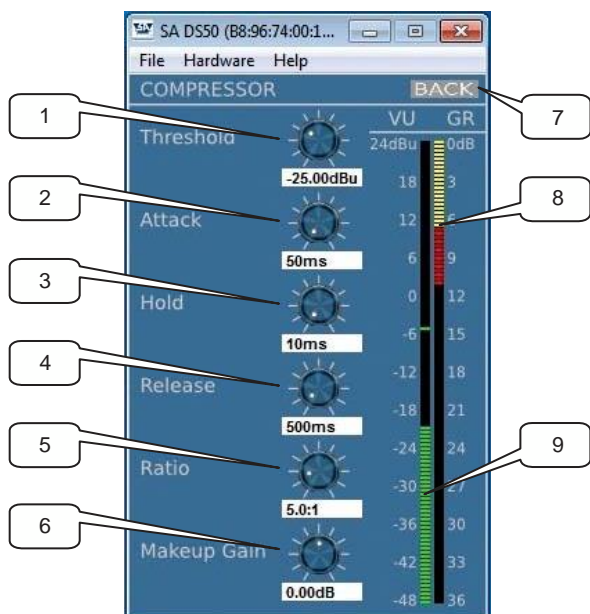 SA DS50 (B8:96:74:00:1...
File Hardware Help
COMPRESSOR BACK
VU GR
1
7
Threshold
24dBu 0dB
-25.00dBu
18 3
2
8
Attack
12 6
50ms
6 9
3
Hold
0 12
10ms
-6 15
4
Release
-12 18
500ms
-18 21
5
9
Ratio
-24 24
5.0:1
-30 27
6
Makeup Gain
-36 30
0.00dB
-42 33
-48 36